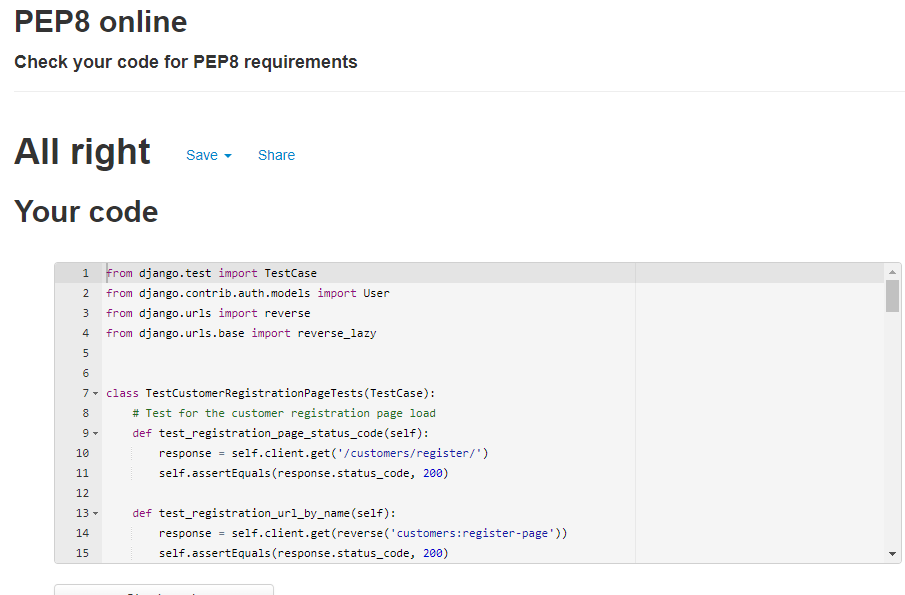 PEP8 online
Check your code for PEP8 requirements
All right Save Share
Your code
1 from django.test import TestCase
2 from django.contrib.auth.models import User
3 from django.urls import reverse
4 from django.urls.base import reverse_lazy
5
6
7 class TestCustomerRegistrationPageTests(TestCase):
8 # Test for the customer registration page load
9 def test_registration_page_status_code(self):
10 response = self.client.get('/customers/register/')
11 self.assertEquals(response.status_code, 200)
12
13 def test_registration_url_by_name(self):
14 response = self.client.get(reverse('customers:register-page'))
15 self.assertEquals(response.status_code, 200)